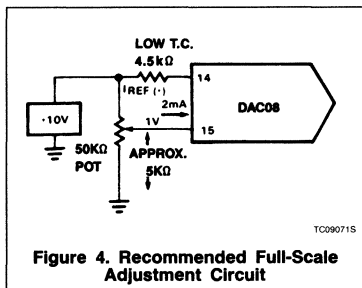 LOW T.C.
4.5kΩ
14
IREF (·)
2mA
DAC08
·10V
1V
15
50KΩ
POT
APPROX.
5KΩ
TC09071S
Figure 4. Recommended Full-Scale
Adjustment Circuit